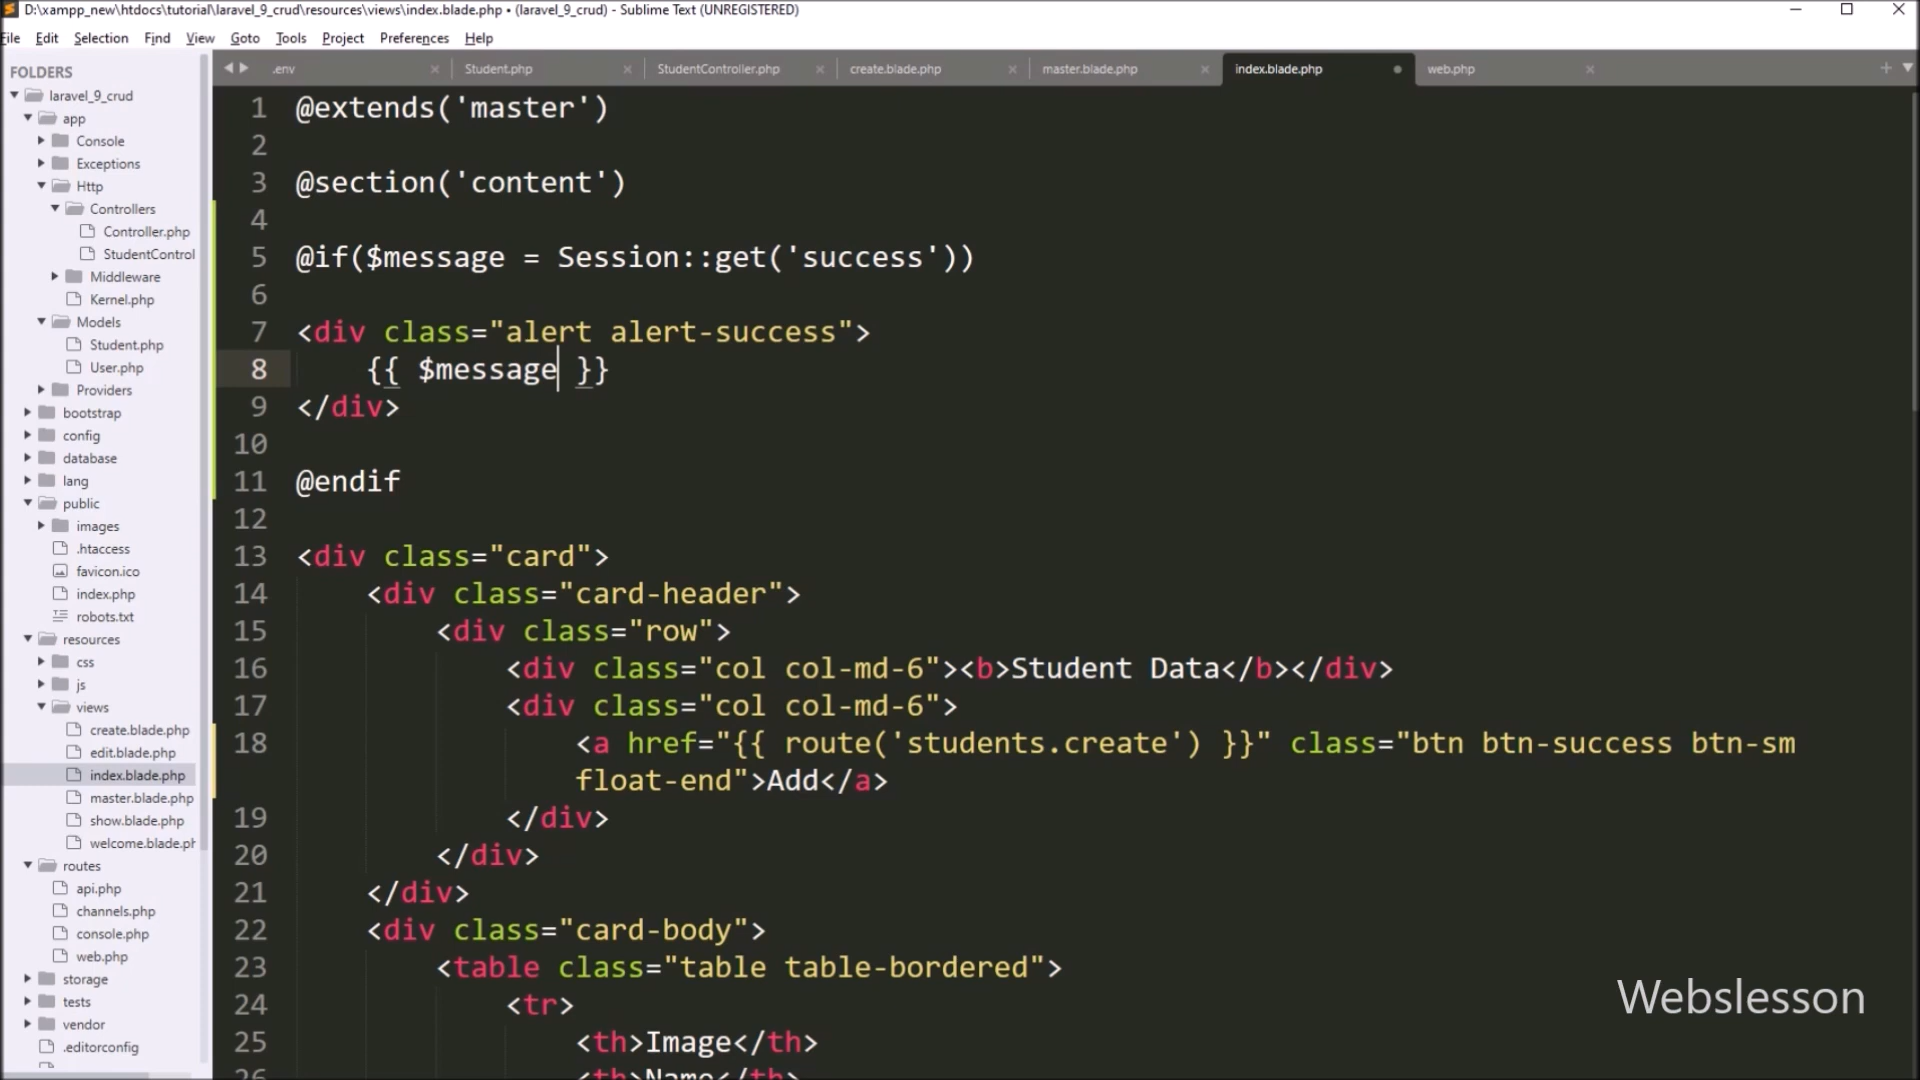 D:\xampp_new\htdocs\tutorial\laravel_9_crud\resources\views\index.blade.php • (laravel_9_crud) - Sublime Text (UNREGISTERED)
File Edit Selection Find View Goto Tools Project Preferences Help
FOLDERS
laravel_9_crud
app
Console
Exceptions
Http
Controllers
Controller.php
StudentControl
Middleware
Kernel.php
Models
Student.php
User.php
Providers
bootstrap
config
database
lang
public
images
.htaccess
favicon.ico
index.php
robots.txt
resources
css
js
views
create.blade.php
edit.blade.php
index.blade.php
master.blade.php
show.blade.php
welcome.blade.ph
routes
api.php
channels.php
console.php
web.php
storage
tests
vendor
.editorconfig
.env Student.php StudentController.php create.blade.php master.blade.php index.blade.php web.php
1 @extends('master')
2
3 @section('content')
4
5 @if($message = Session::get('success'))
6
7 <div class="alert alert-success">
8 {{ $message }}
9 </div>
10
11 @endif
12
13 <div class="card">
14 <div class="card-header">
15 <div class="row">
16 <div class="col col-md-6"><b>Student Data</b></div>
17 <div class="col col-md-6">
18 <a href="{{ route('students.create') }}" class="btn btn-success btn-sm
float-end">Add</a>
19 </div>
20 </div>
21 </div>
22 <div class="card-body">
23 <table class="table table-bordered">
24 <tr>
25 <th>Image</th>
26 <th>Name</th>
Webslesson